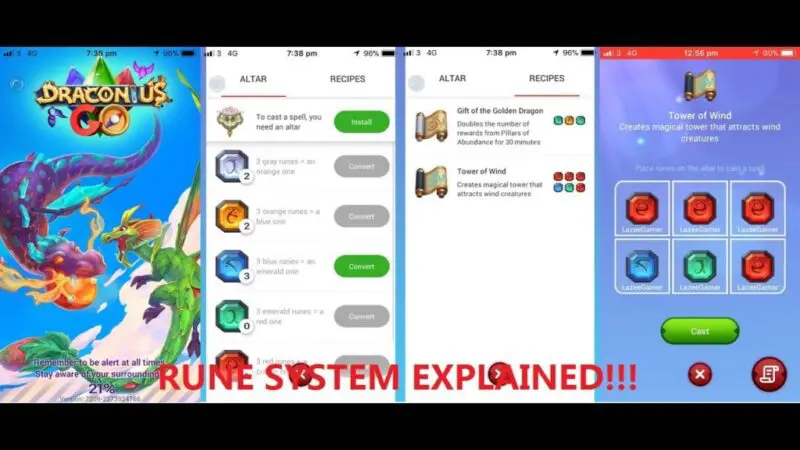 3 4G 7:38 pm 96%
DRACONIUS
GO
Remember to be alert at all times
Stay aware of your surrounding
21%
3 4G 7:38 pm 96%
ALTAR RECIPES
To cast a spell, you
need an altar
Install
3 gray runes = an
orange one
2
Convert
3 orange runes = a
blue one
2
Convert
3 blue runes = an
emerald one
3
Convert
3 emerald runes = a
red one
0
Convert
3 red runes = a
Convert
3 4G 7:38 pm 96%
ALTAR RECIPES
Gift of the Golden Dragon
Doubles the number of
rewards from Pillars of
Abundance for 30 minutes
Tower of Wind
Creates magical tower that
attracts wind creatures
3 4G 12:56 pm 90%
Tower of Wind
Creates magical tower that attracts wind
creatures
Place runes on the altar to cast a spell
LazeeGamer LazeeGamer LazeeGamer
LazeeGamer LazeeGamer LazeeGamer
Cast
RUNE SYSTEM EXPLAINED!!!